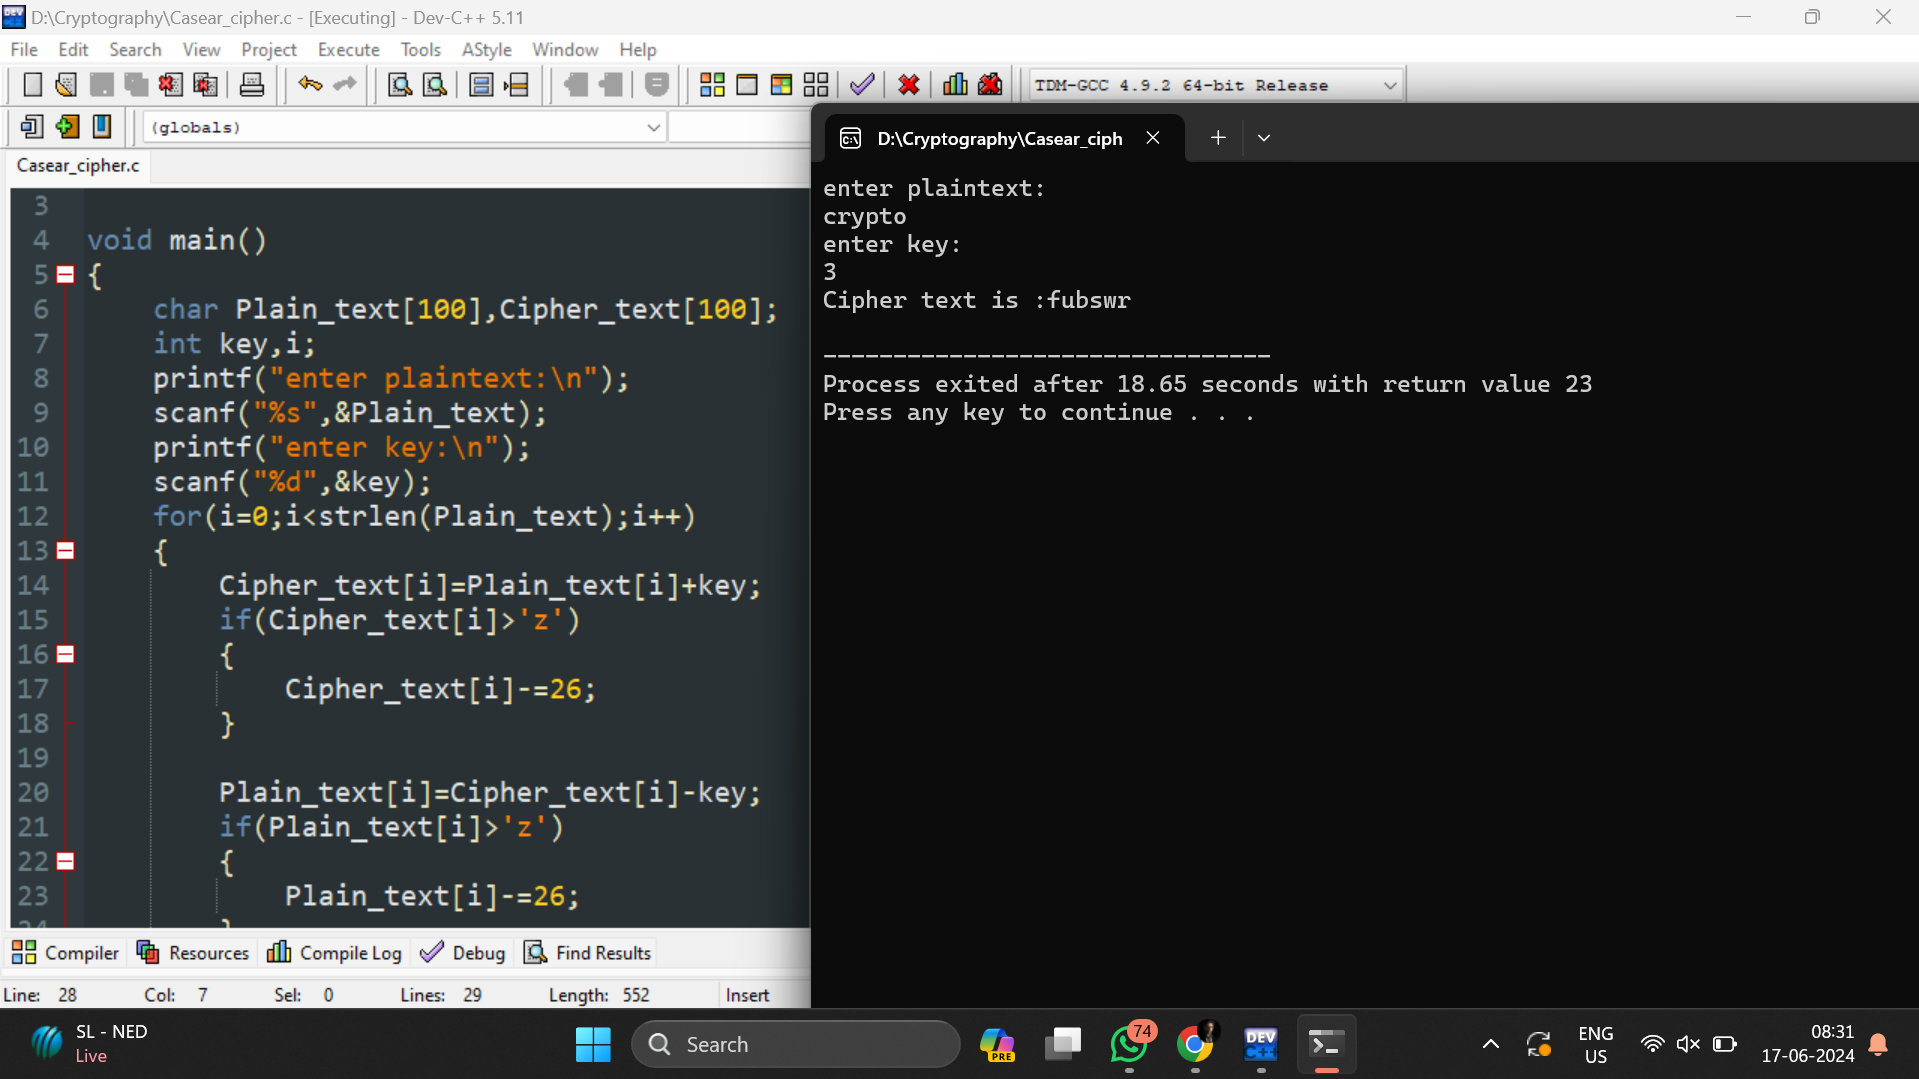 D:\Cryptography\Casear_cipher.c - [Executing] - Dev-C++ 5.11
File Edit Search View Project Execute Tools AStyle Window Help
TDM-GCC 4.9.2 64-bit Release
(globals)
Casear_cipher.c
3
4 void main()
5 {
6 char Plain_text[100],Cipher_text[100];
7 int key,i;
8 printf("enter plaintext:\n");
9 scanf("%s",&Plain_text);
10 printf("enter key:\n");
11 scanf("%d",&key);
12 for(i=0;i<strlen(Plain_text);i++)
13 {
14 Cipher_text[i]=Plain_text[i]+key;
15 if(Cipher_text[i]>'z')
16 {
17 Cipher_text[i]-=26;
18 }
19
20 Plain_text[i]=Cipher_text[i]-key;
21 if(Plain_text[i]>'z')
22 {
23 Plain_text[i]-=26;
Compiler Resources Compile Log Debug Find Results
Line: 28 Col: 7 Sel: 0 Lines: 29 Length: 552 Insert
D:\Cryptography\Casear_ciph
enter plaintext:
crypto
enter key:
3
Cipher text is :fubswr
--------------------------------
Process exited after 18.65 seconds with return value 23
Press any key to continue . . .
SL - NED
Live
Search
PRE
74
DEV
C++
ENG
US
08:31
17-06-2024